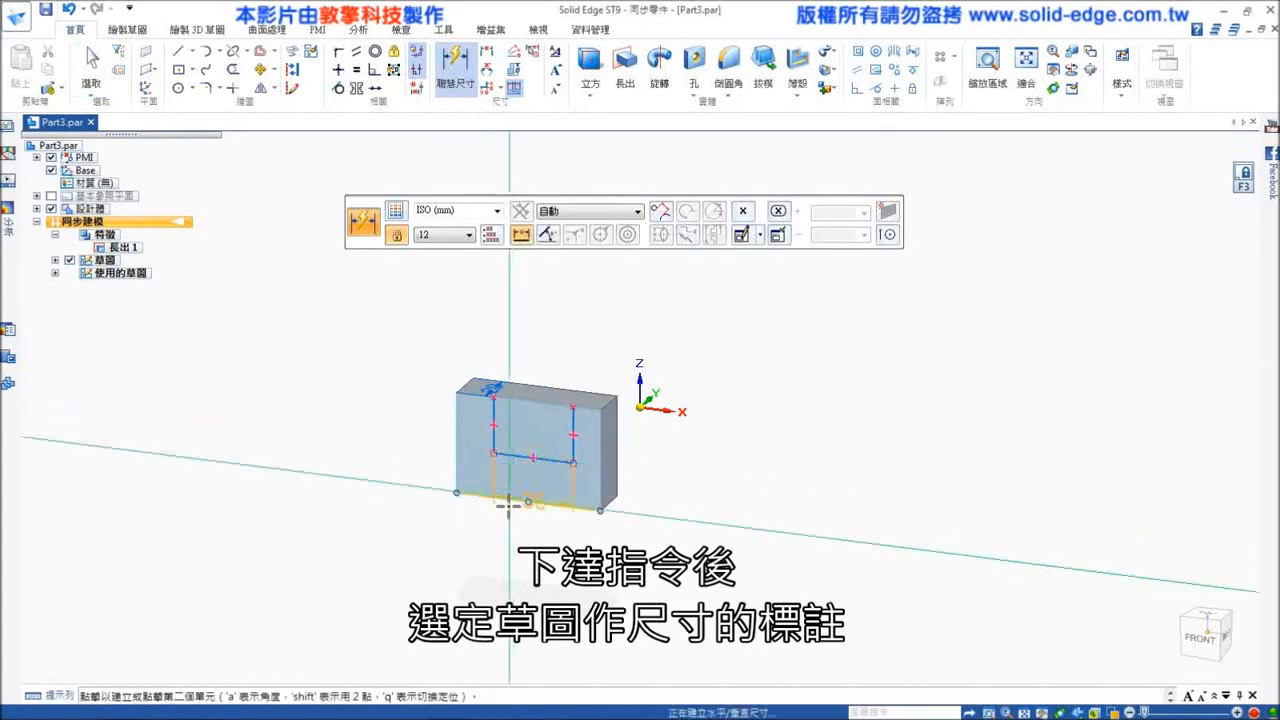 本影片由敦擎科技製作
Solid Edge ST9 - 同步零件 - [Part3.par]
版權所有請勿盜拷 www.solid-edge.com.tw
首頁 繪製草圖 繪製 3D 草圖 曲面處理 PMI 分析 檢查 工具 增益集 檢視 資料管理
貼上 選取 聰慧尺寸 立方 長出 旋轉 孔 倒圓角 拔模 薄殼 縮放區域 適合 樣式 切換視窗
剪貼簿 選取 平面 繪圖 相關 尺寸 實體 面相關 陣列 方向 視窗
Part3.par
Part3.par
PMI
Base
材質 (無)
基本參照平面
設計體
同步建模
特徵
長出 1
草圖
使用的草圖
ISO (mm)
自動
.12
F3
Facebook
Z
Y
X
下達指令後
選定草圖作尺寸的標註
FRONT
提示列 點擊以建立或點擊第二個單元（'a' 表示角度，'shift' 表示用 2 點，'q' 表示切換定位），
正在建立水平/垂直尺寸...